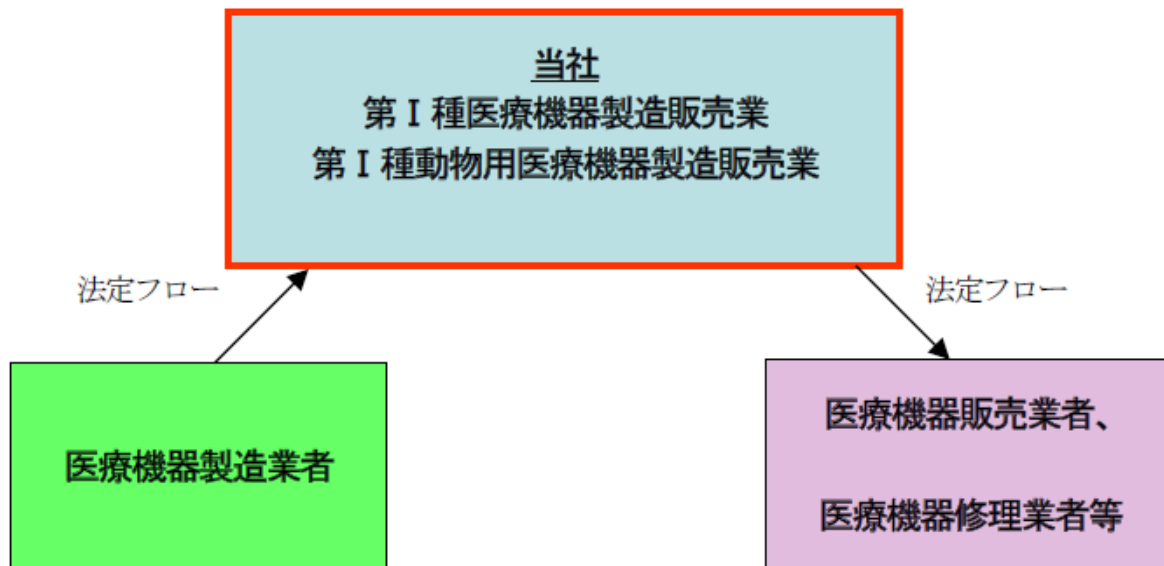 当社
第Ⅰ種医療機器製造販売業
第Ⅰ種動物用医療機器製造販売業
法定フロー
法定フロー
医療機器製造業者
医療機器販売業者、
医療機器修理業者等